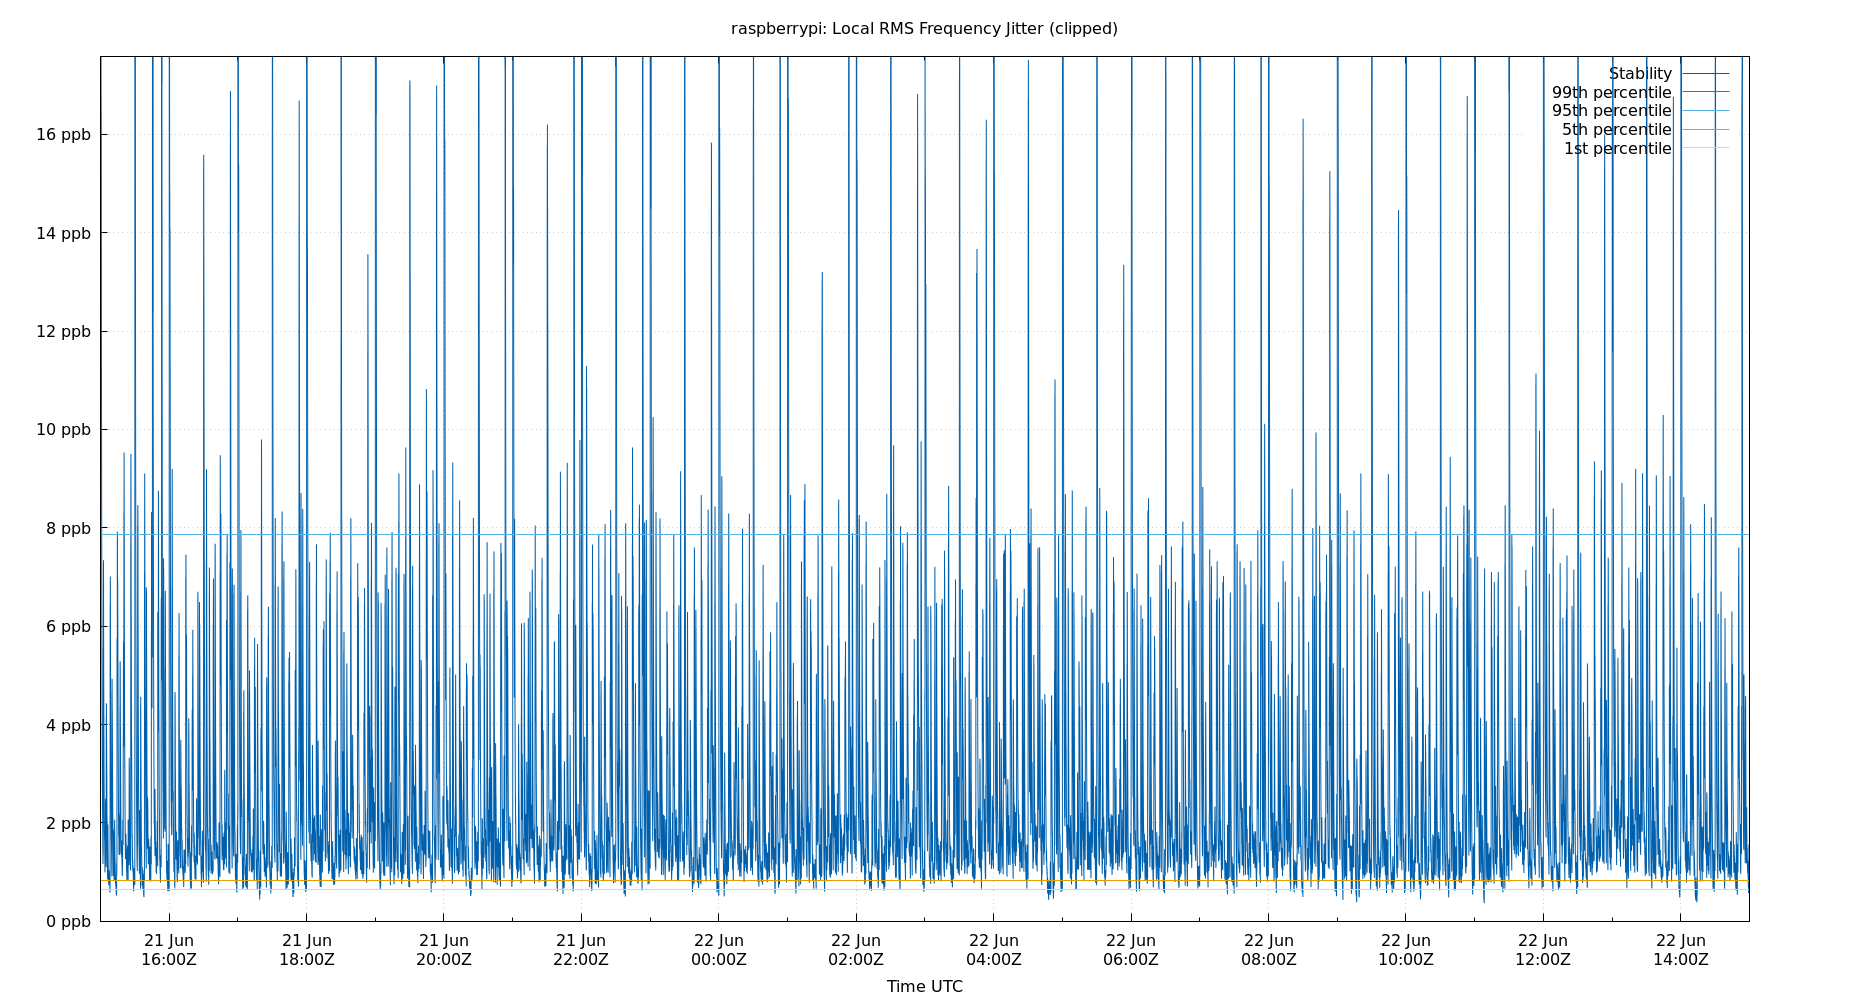 raspberrypi: Local RMS Frequency Jitter (clipped)
Stability
99th percentile
95th percentile
5th percentile
1st percentile
16 ppb
14 ppb
12 ppb
10 ppb
8 ppb
6 ppb
4 ppb
2 ppb
0 ppb
21 Jun 21 Jun 21 Jun 21 Jun 22 Jun 22 Jun 22 Jun 22 Jun 22 Jun 22 Jun 22 Jun 22 Jun
16:00Z 18:00Z 20:00Z 22:00Z 00:00Z 02:00Z 04:00Z 06:00Z 08:00Z 10:00Z 12:00Z 14:00Z
Time UTC